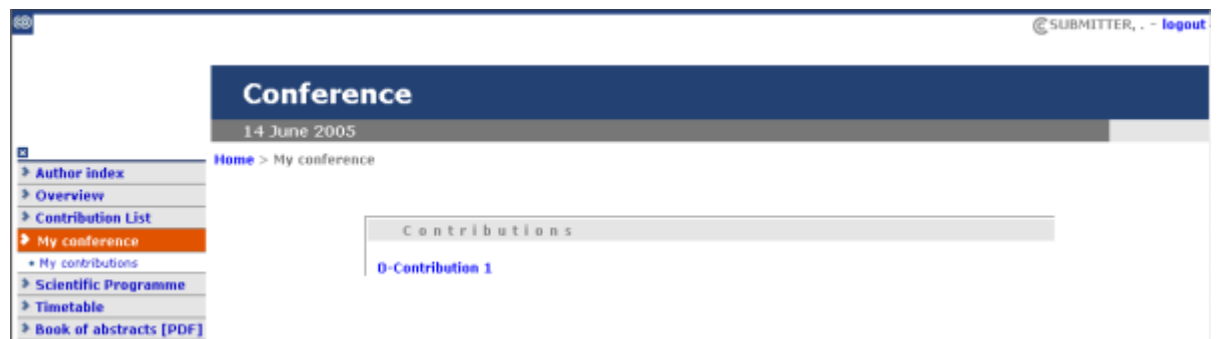 SUBMITTER, . - logout
Conference
14 June 2005
Home > My conference
Author index
Overview
Contribution List
My conference
My contributions
Scientific Programme
Timetable
Book of abstracts [PDF]
Contributions
0-Contribution 1